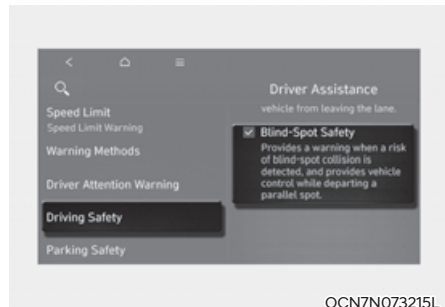 Speed Limit
Speed Limit Warning
Warning Methods
Driver Attention Warning
Driving Safety
Parking Safety
Driver Assistance
vehicle from leaving the lane.
Blind-Spot Safety
Provides a warning when a risk
of blind-spot collision is
detected, and provides vehicle
control while departing a
parallel spot.
OCN7N073215L